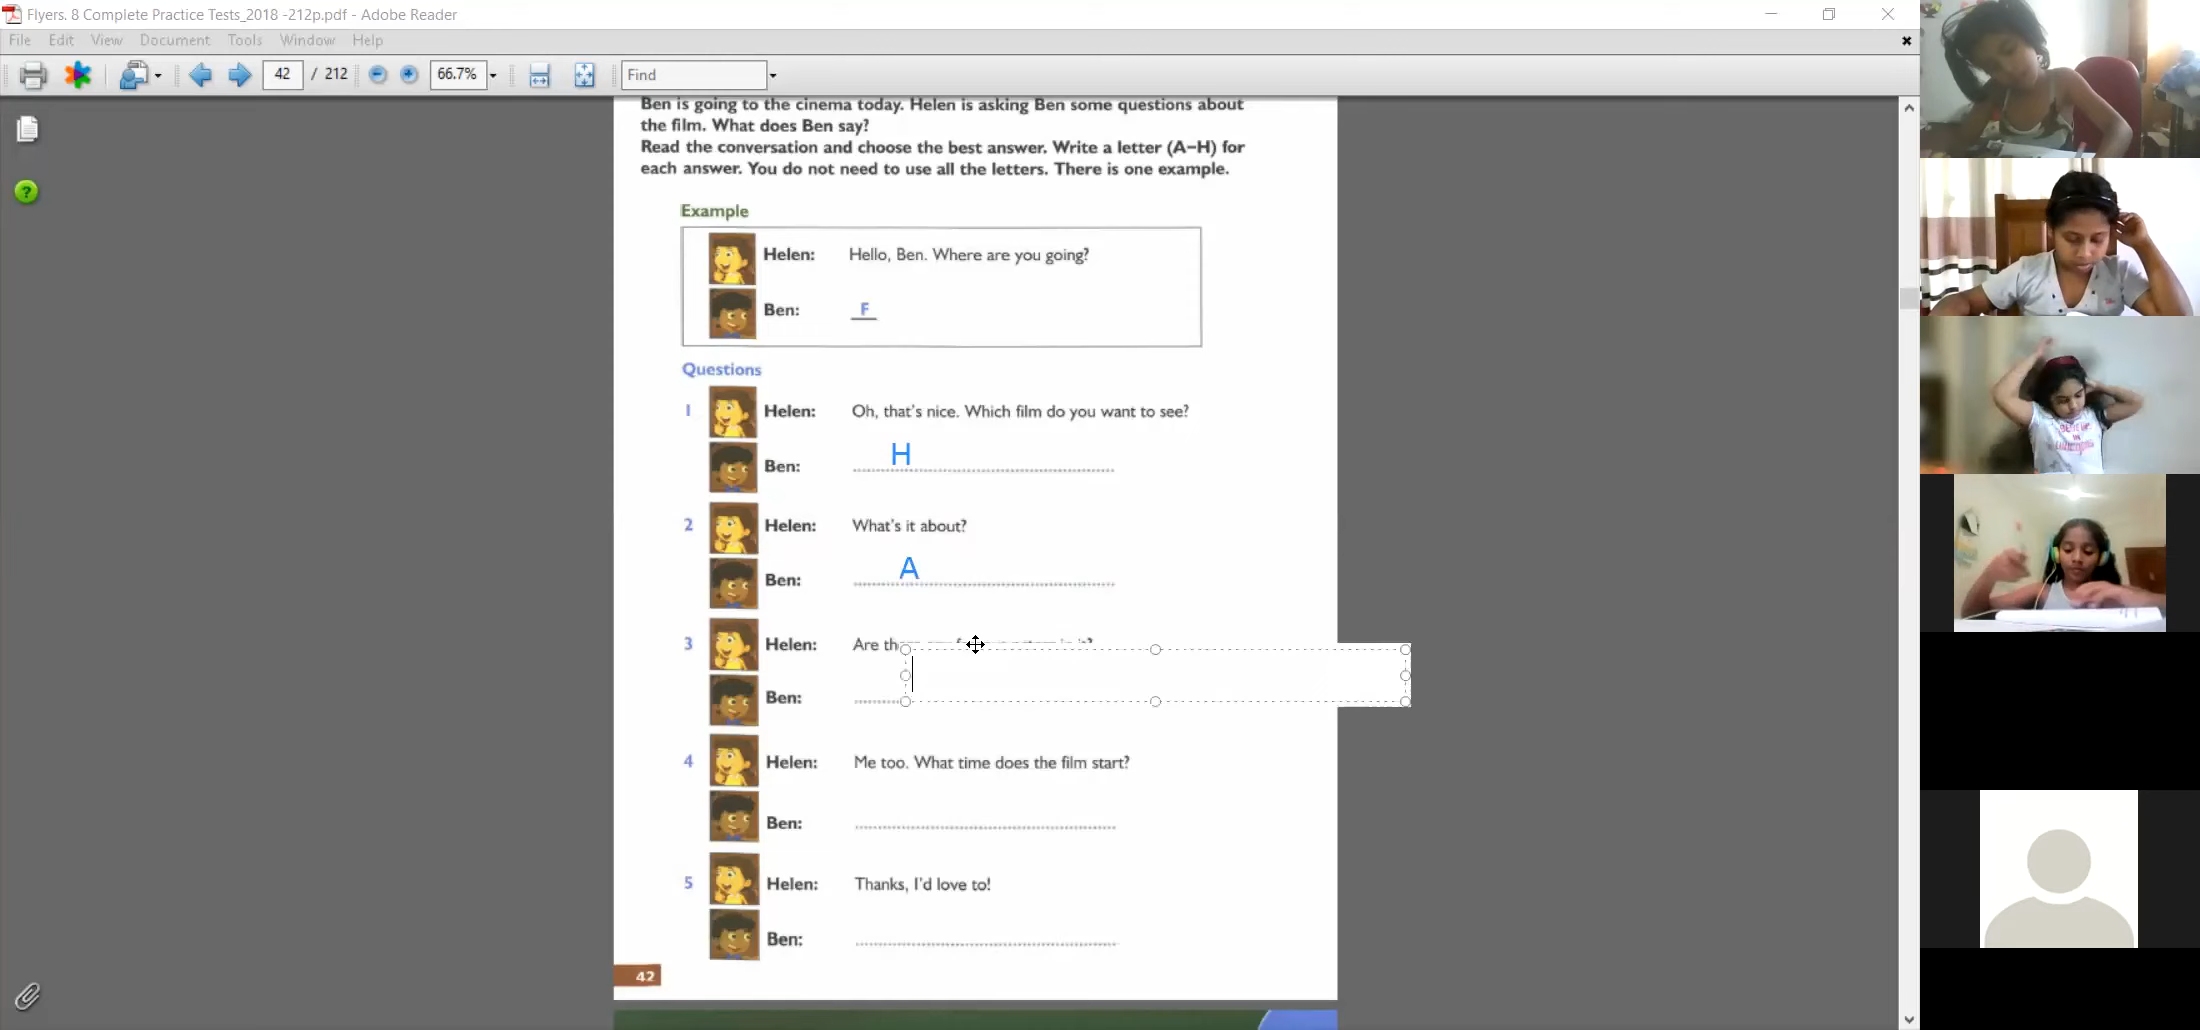 Flyers. 8 Complete Practice Tests_2018 -212p.pdf - Adobe Reader
File Edit View Document Tools Window Help
42 / 212 66.7% Find
Ben is going to the cinema today. Helen is asking Ben some questions about
the film. What does Ben say?
Read the conversation and choose the best answer. Write a letter (A–H) for
each answer. You do not need to use all the letters. There is one example.
Example
Helen: Hello, Ben. Where are you going?
Ben: F
Questions
1 Helen: Oh, that's nice. Which film do you want to see?
Ben: H
2 Helen: What's it about?
Ben: A
3 Helen: Are
Ben:
4 Helen: Me too. What time does the film start?
Ben:
5 Helen: Thanks, I'd love to!
Ben:
42